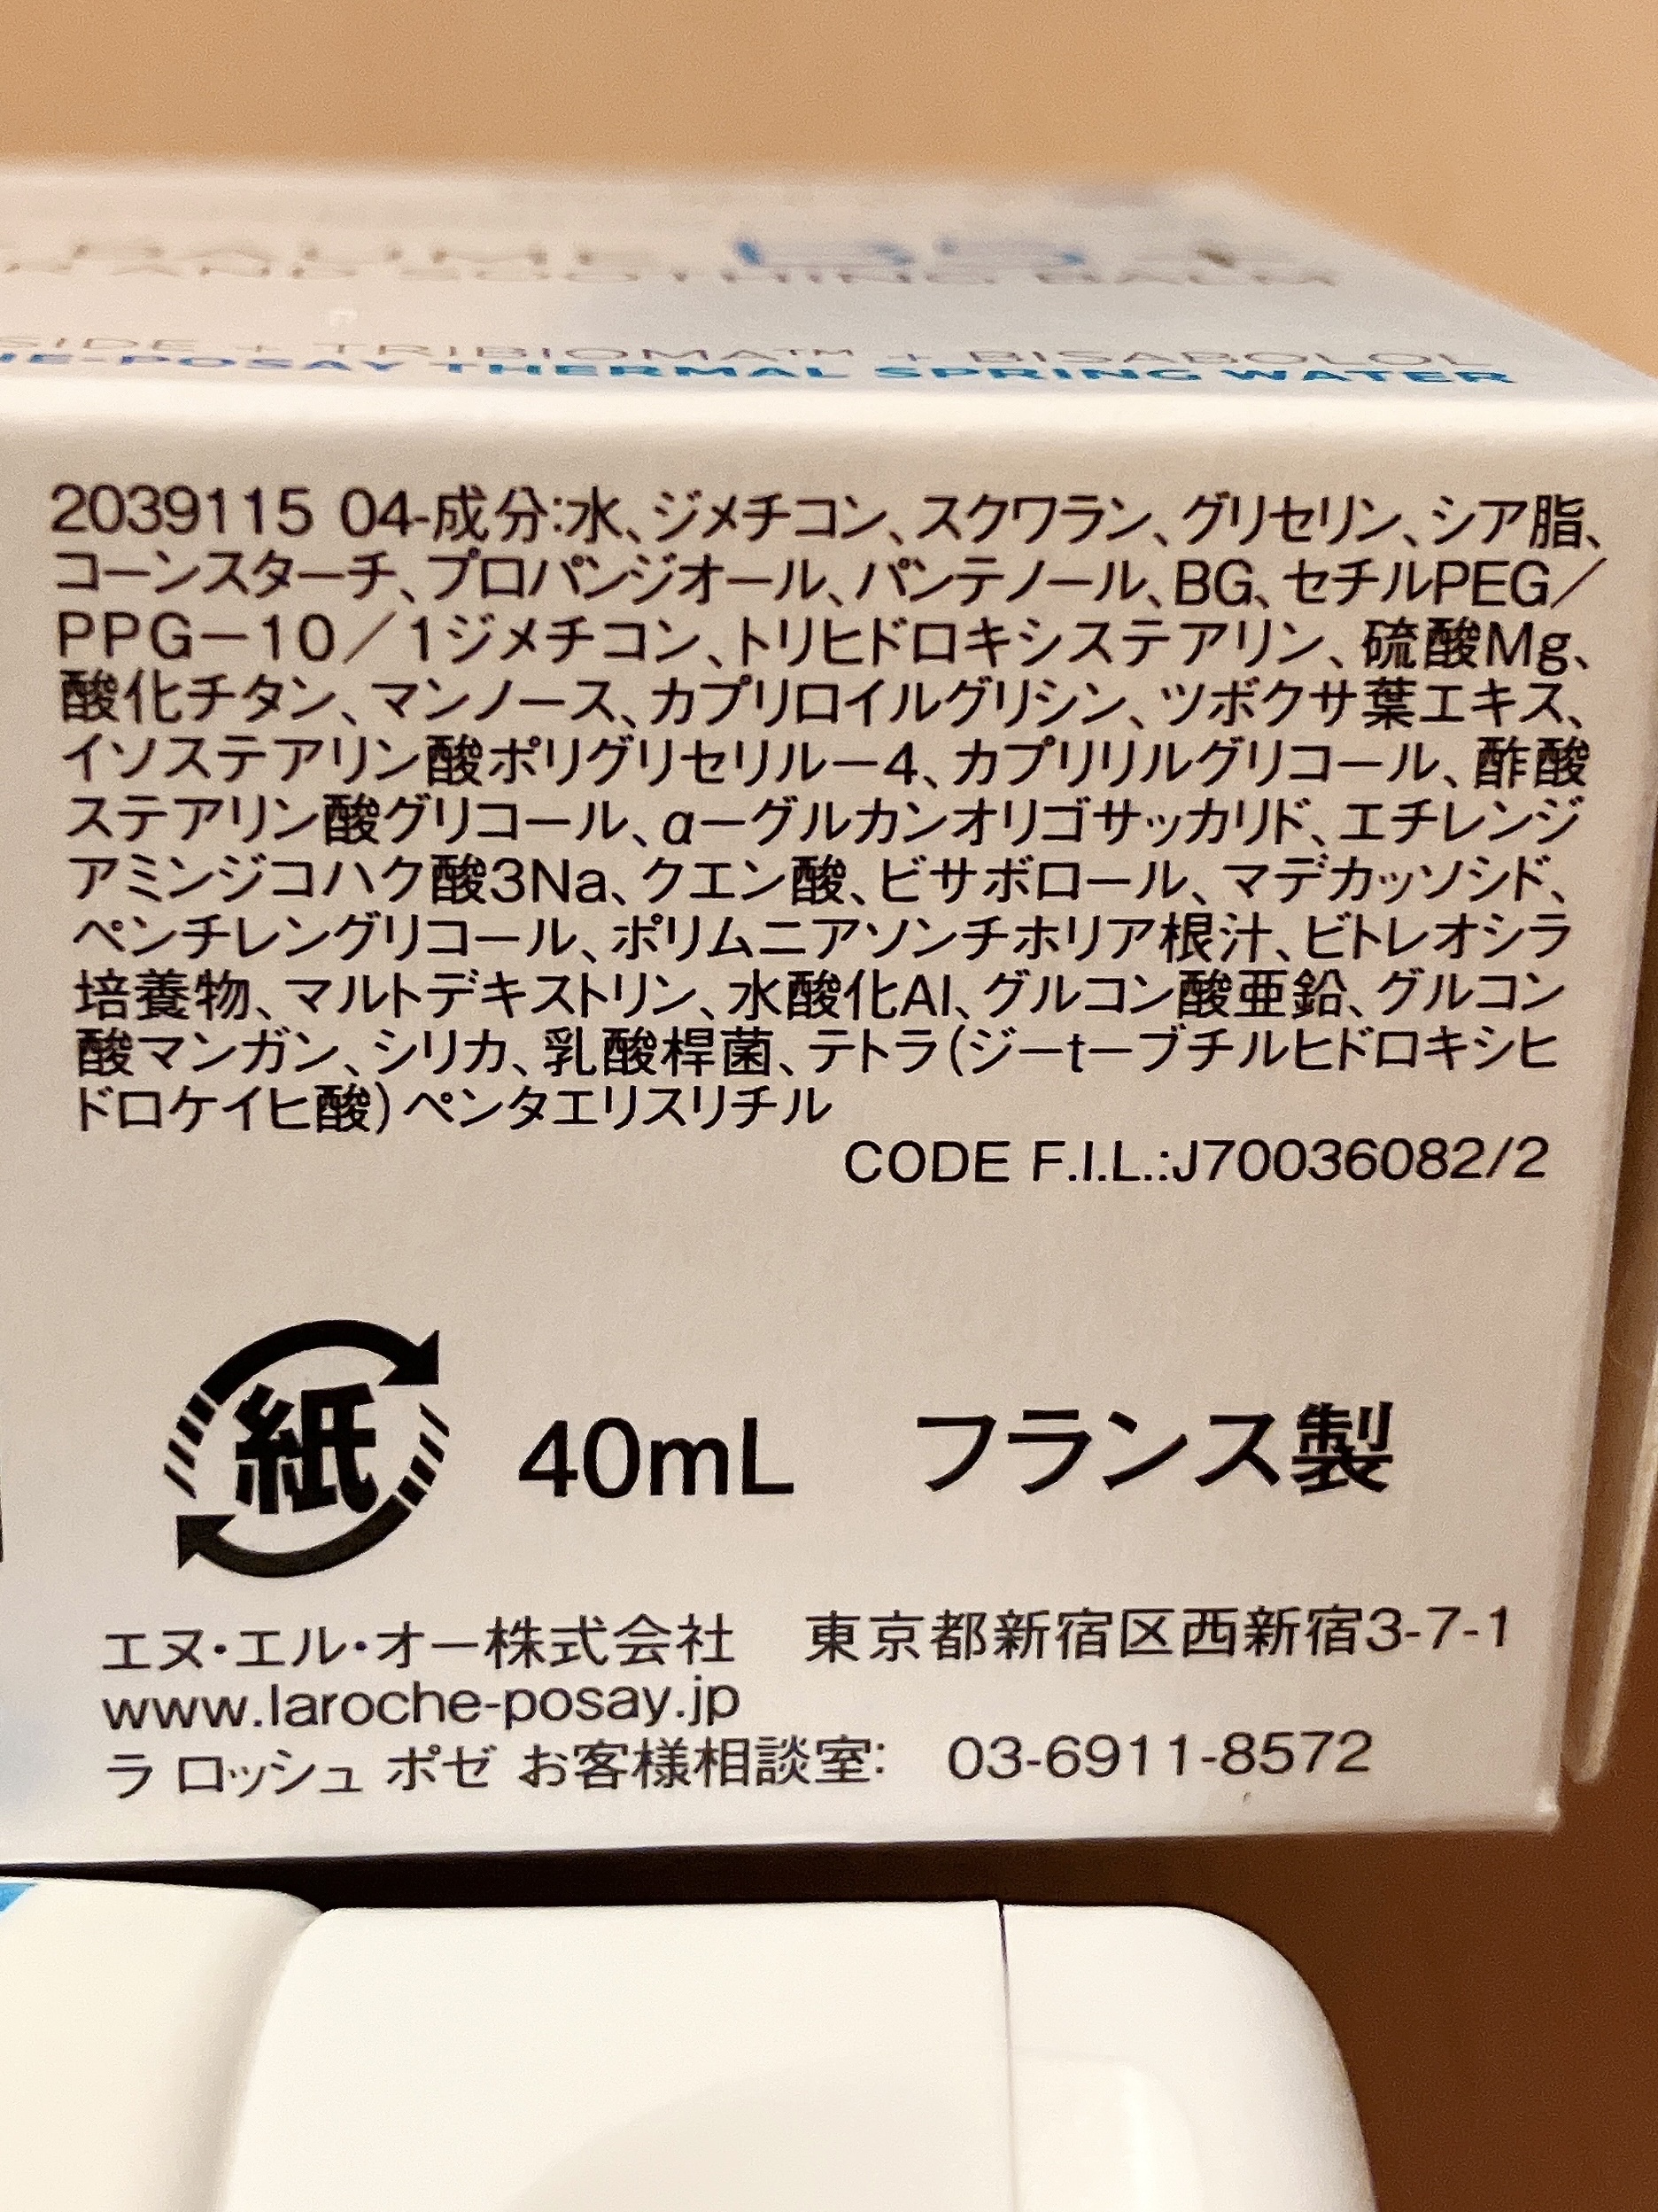 SOOTHING BALM
TRIBIOMA™ + BISABOLOL
-POSAY THERMAL SPRING WATER
2039115 04-成分:水、ジメチコン、スクワラン、グリセリン、シア脂、
コーンスターチ、プロパンジオール、パンテノール、BG、セチルPEG／
PPG－10／1ジメチコン、トリヒドロキシステアリン、硫酸Mg、
酸化チタン、マンノース、カプリロイルグリシン、ツボクサ葉エキス、
イソステアリン酸ポリグリセリル－4、カプリリルグリコール、酢酸
ステアリン酸グリコール、α－グルカンオリゴサッカリド、エチレンジ
アミンジコハク酸3Na、クエン酸、ビサボロール、マデカッソシド、
ペンチレングリコール、ポリムニアソンチホリア根汁、ビトレオシラ
培養物、マルトデキストリン、水酸化Al、グルコン酸亜鉛、グルコン
酸マンガン、シリカ、乳酸桿菌、テトラ(ジーtーブチルヒドロキシヒ
ドロケイヒ酸)ペンタエリスリチル
CODE F.I.L.:J70036082/2
紙 40mL フランス製
エヌ・エル・オー株式会社 東京都新宿区西新宿3-7-1
www.laroche-posay.jp
ラ ロッシュ ポゼ お客様相談室: 03-6911-8572